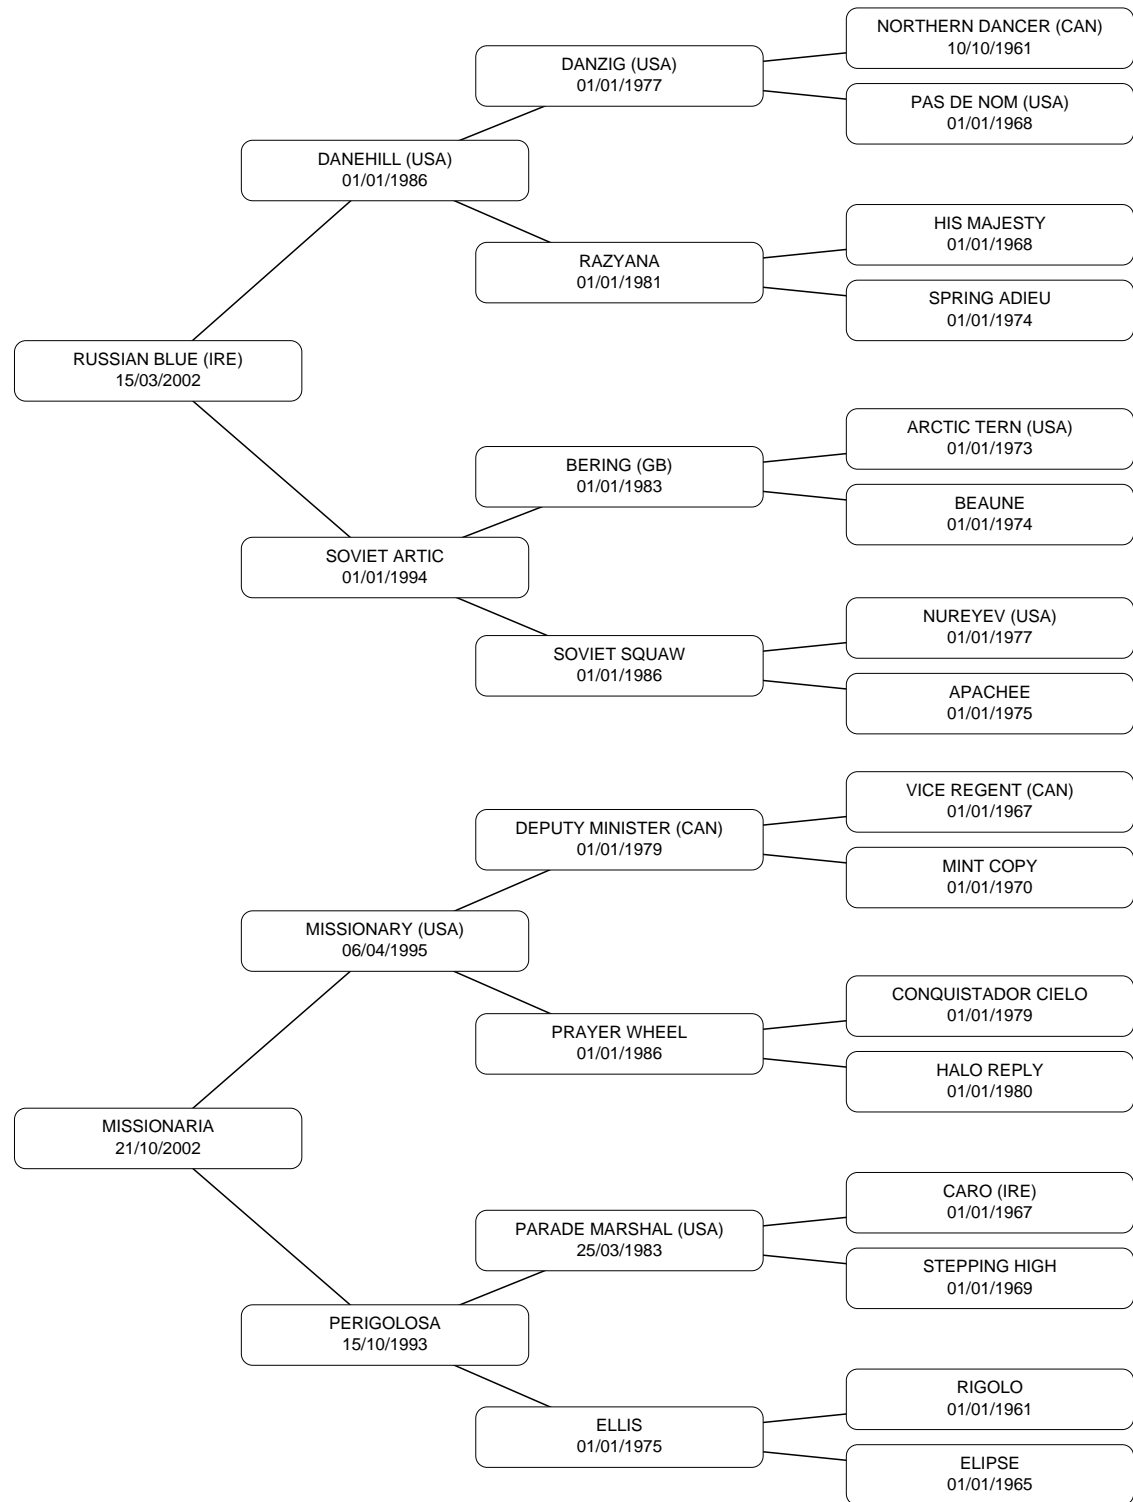 NORTHERN DANCER (CAN)
10/10/1961
DANZIG (USA)
01/01/1977
PAS DE NOM (USA)
01/01/1968
DANEHILL (USA)
01/01/1986
HIS MAJESTY
01/01/1968
RAZYANA
01/01/1981
SPRING ADIEU
01/01/1974
RUSSIAN BLUE (IRE)
15/03/2002
ARCTIC TERN (USA)
01/01/1973
BERING (GB)
01/01/1983
BEAUNE
01/01/1974
SOVIET ARTIC
01/01/1994
NUREYEV (USA)
01/01/1977
SOVIET SQUAW
01/01/1986
APACHEE
01/01/1975
VICE REGENT (CAN)
01/01/1967
DEPUTY MINISTER (CAN)
01/01/1979
MINT COPY
01/01/1970
MISSIONARY (USA)
06/04/1995
CONQUISTADOR CIELO
01/01/1979
PRAYER WHEEL
01/01/1986
HALO REPLY
01/01/1980
MISSIONARIA
21/10/2002
CARO (IRE)
01/01/1967
PARADE MARSHAL (USA)
25/03/1983
STEPPING HIGH
01/01/1969
PERIGOLOSA
15/10/1993
RIGOLO
01/01/1961
ELLIS
01/01/1975
ELIPSE
01/01/1965